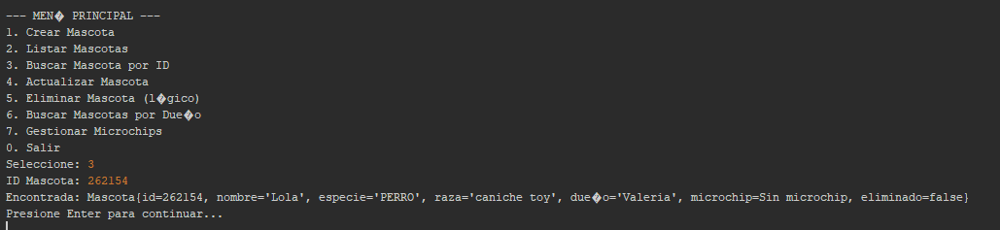 --- MEN� PRINCIPAL ---
1. Crear Mascota
2. Listar Mascotas
3. Buscar Mascota por ID
4. Actualizar Mascota
5. Eliminar Mascota (l�gico)
6. Buscar Mascotas por Due�o
7. Gestionar Microchips
0. Salir
Seleccione: 3
ID Mascota: 262154
Encontrada: Mascota{id=262154, nombre='Lola', especie='PERRO', raza='caniche toy', due�o='Valeria', microchip=Sin microchip, eliminado=false}
Presione Enter para continuar...